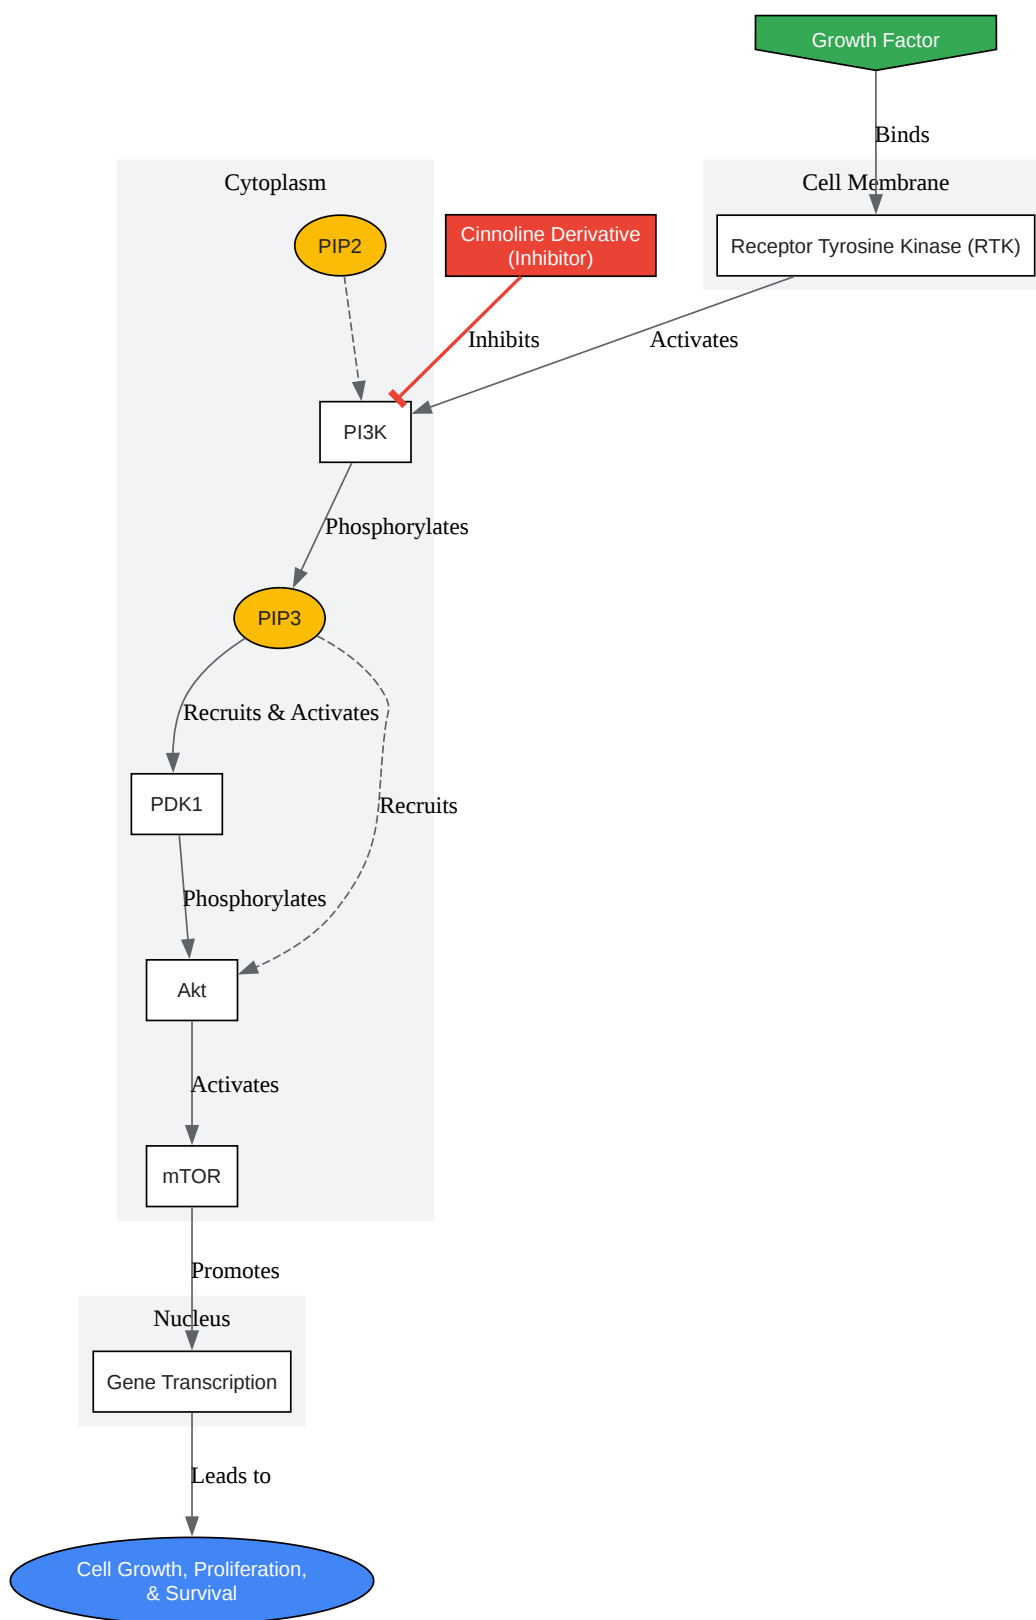 Growth Factor
Binds
Cytoplasm
Cell Membrane
PIP2
Cinnoline Derivative
(Inhibitor)
Receptor Tyrosine Kinase (RTK)
Inhibits
Activates
PI3K
Phosphorylates
PIP3
Recruits & Activates
PDK1
Recruits
Phosphorylates
Akt
Activates
mTOR
Promotes
Nucleus
Gene Transcription
Leads to
Cell Growth, Proliferation,
& Survival